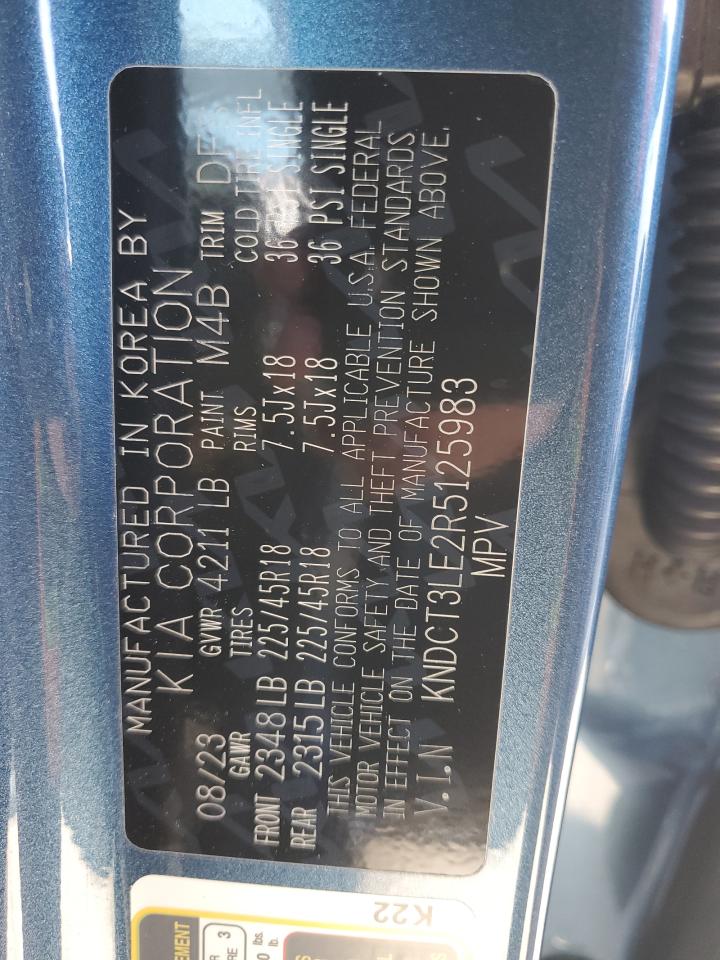 MANUFACTURED IN KOREA BY
KIA CORPORATION
08/23 GVWR 4211 LB PAINT M4B TRIM
GAWR TIRES RIMS COLD TIRE INFL
FRONT 2348 LB 225/45R18 7.5Jx18 36 PSI SINGLE
REAR 2315 LB 225/45R18 7.5Jx18 36 PSI SINGLE
THIS VEHICLE CONFORMS TO ALL APPLICABLE U.S.A. FEDERAL
MOTOR VEHICLE SAFETY AND THEFT PREVENTION STANDARDS
IN EFFECT ON THE DATE OF MANUFACTURE SHOWN ABOVE.
V.I.N KNDCT3LE2R5125983
MPV
K22